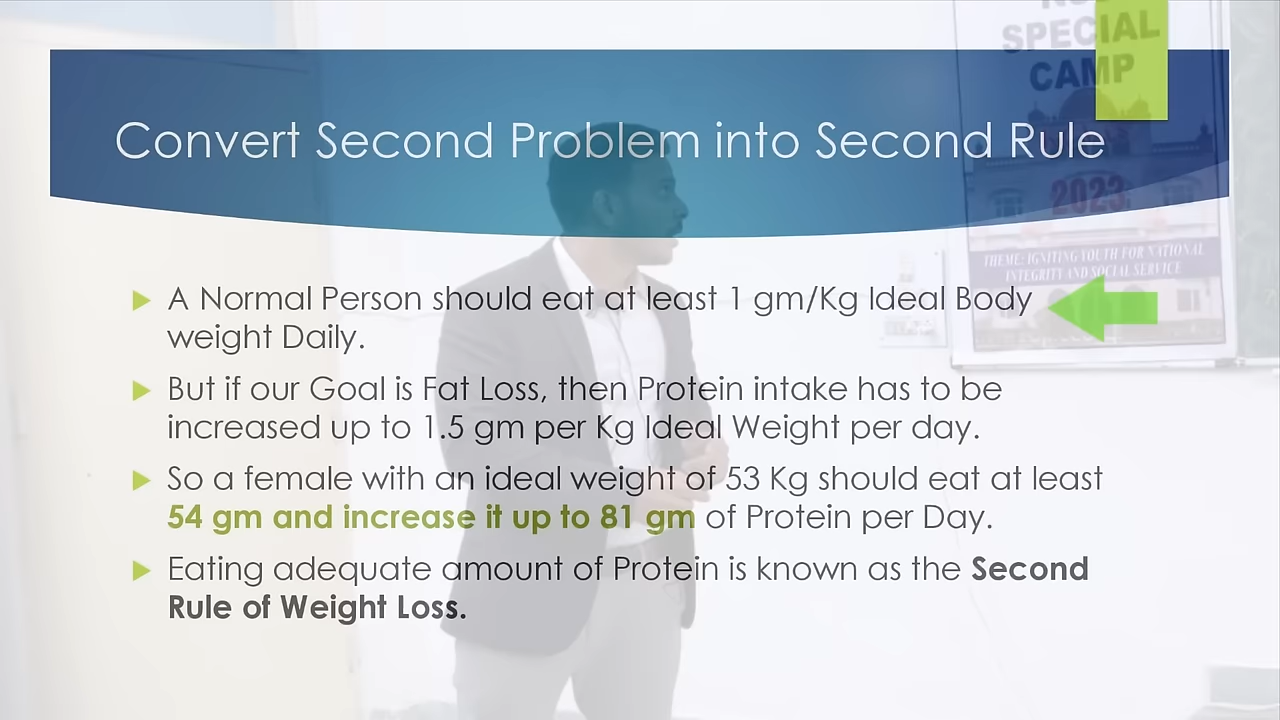 SPECIAL
CAMP
Convert Second Problem into Second Rule
2023
THEME: IGNITING YOUTH FOR NATIONAL
INTEGRITY AND SOCIAL SERVICE
A Normal Person should eat at least 1 gm/Kg Ideal Body
weight Daily.
But if our Goal is Fat Loss, then Protein intake has to be
increased up to 1.5 gm per Kg Ideal Weight per day.
So a female with an ideal weight of 53 Kg should eat at least
54 gm and increase it up to 81 gm of Protein per Day.
Eating adequate amount of Protein is known as the Second
Rule of Weight Loss.